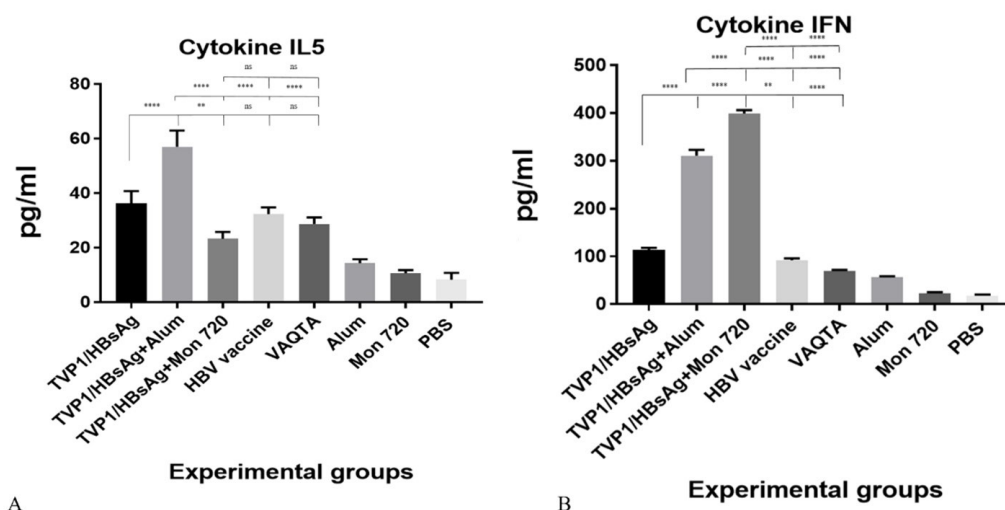 Cytokine IL5
ns ns
**** **** ****
**** ** ns ns
80
60
40
20
0
pg/ml
TVP1/HBsAg
TVP1/HBsAg+Alum
TVP1/HBsAg+Mon 720
HBV vaccine
VAQTA
Alum
Mon 720
PBS
Experimental groups
A
Cytokine IFN
**** ****
**** **** ****
**** **** ** ****
500
400
300
200
100
0
pg/ml
TVP1/HBsAg
TVP1/HBsAg+Alum
TVP1/HBsAg+Mon 720
HBV vaccine
VAQTA
Alum
Mon 720
PBS
Experimental groups
B